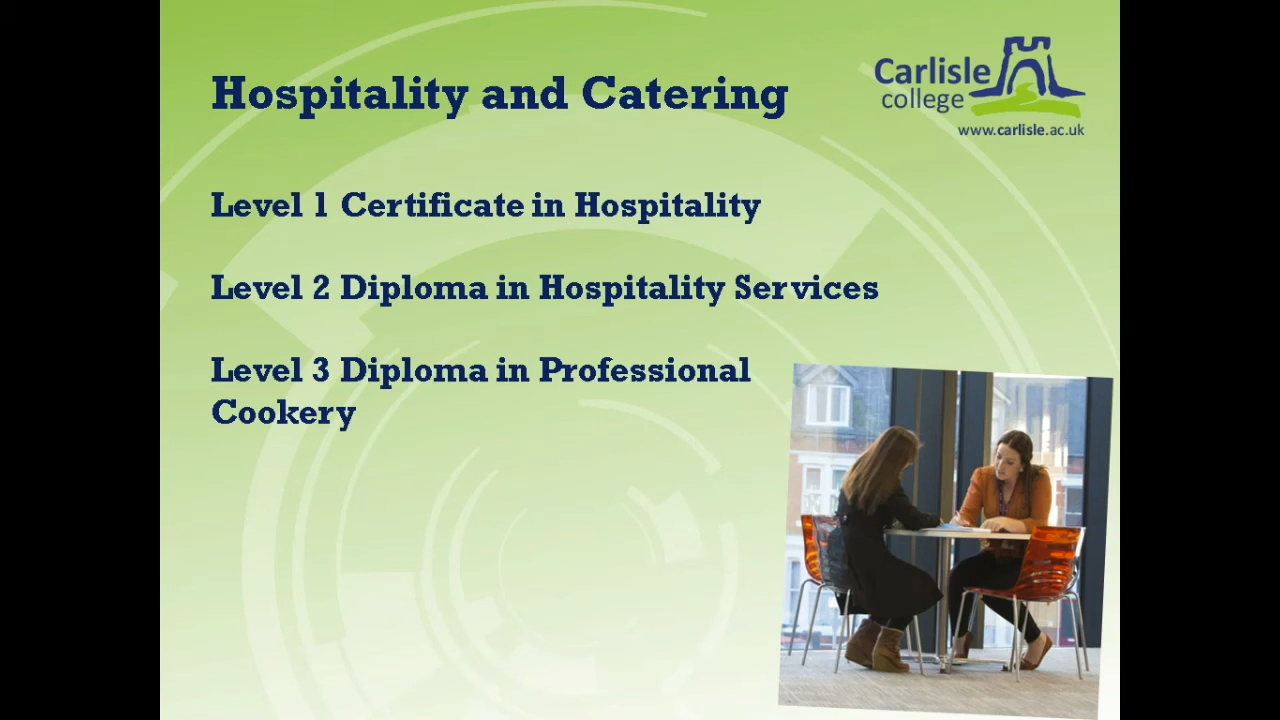 Hospitality and Catering
Carlisle
college
www.carlisle.ac.uk
Level 1 Certificate in Hospitality
Level 2 Diploma in Hospitality Services
Level 3 Diploma in Professional
Cookery